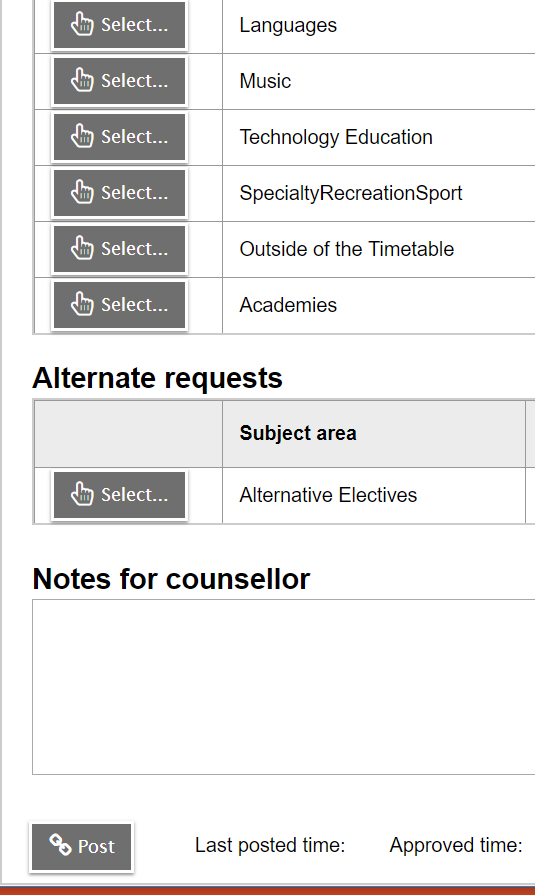 Select... Languages
Select... Music
Select... Technology Education
Select... SpecialtyRecreationSport
Select... Outside of the Timetable
Select... Academies
Alternate requests
Subject area
Select... Alternative Electives
Notes for counsellor
Post Last posted time: Approved time: